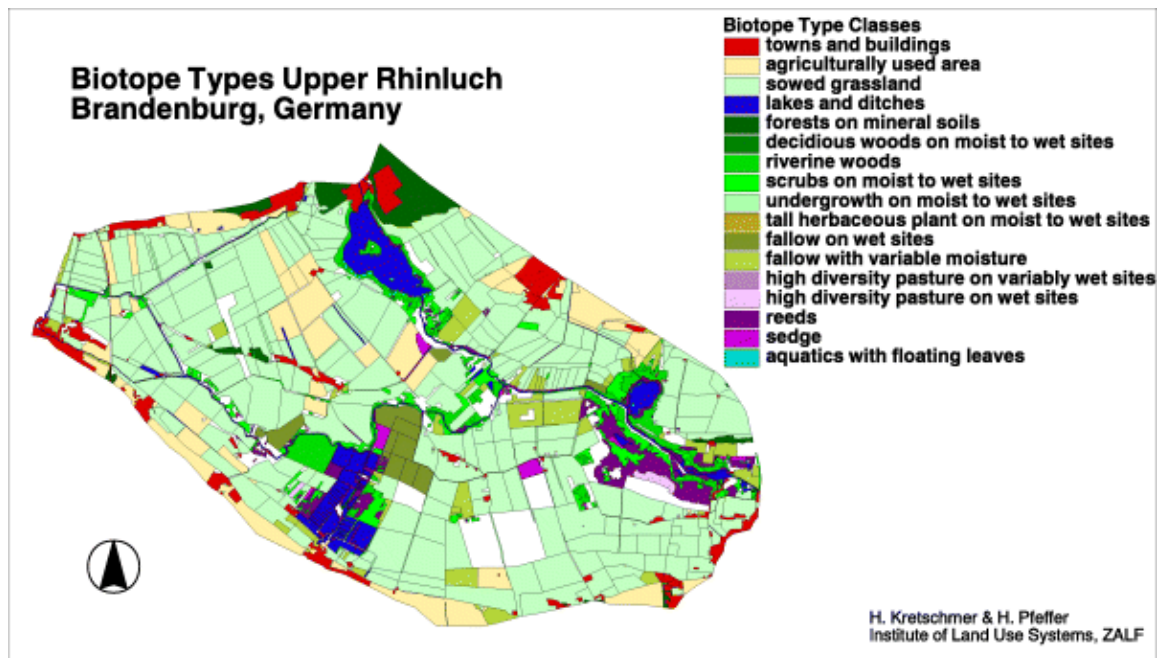 Biotope Types Upper Rhinluch
Brandenburg, Germany
Biotope Type Classes
towns and buildings
agriculturally used area
sowed grassland
lakes and ditches
forests on mineral soils
decidious woods on moist to wet sites
riverine woods
scrubs on moist to wet sites
undergrowth on moist to wet sites
tall herbaceous plant on moist to wet sites
fallow on wet sites
fallow with variable moisture
high diversity pasture on variably wet sites
high diversity pasture on wet sites
reeds
sedge
aquatics with floating leaves
H. Kretschmer & H. Pfeffer
Institute of Land Use Systems, ZALF